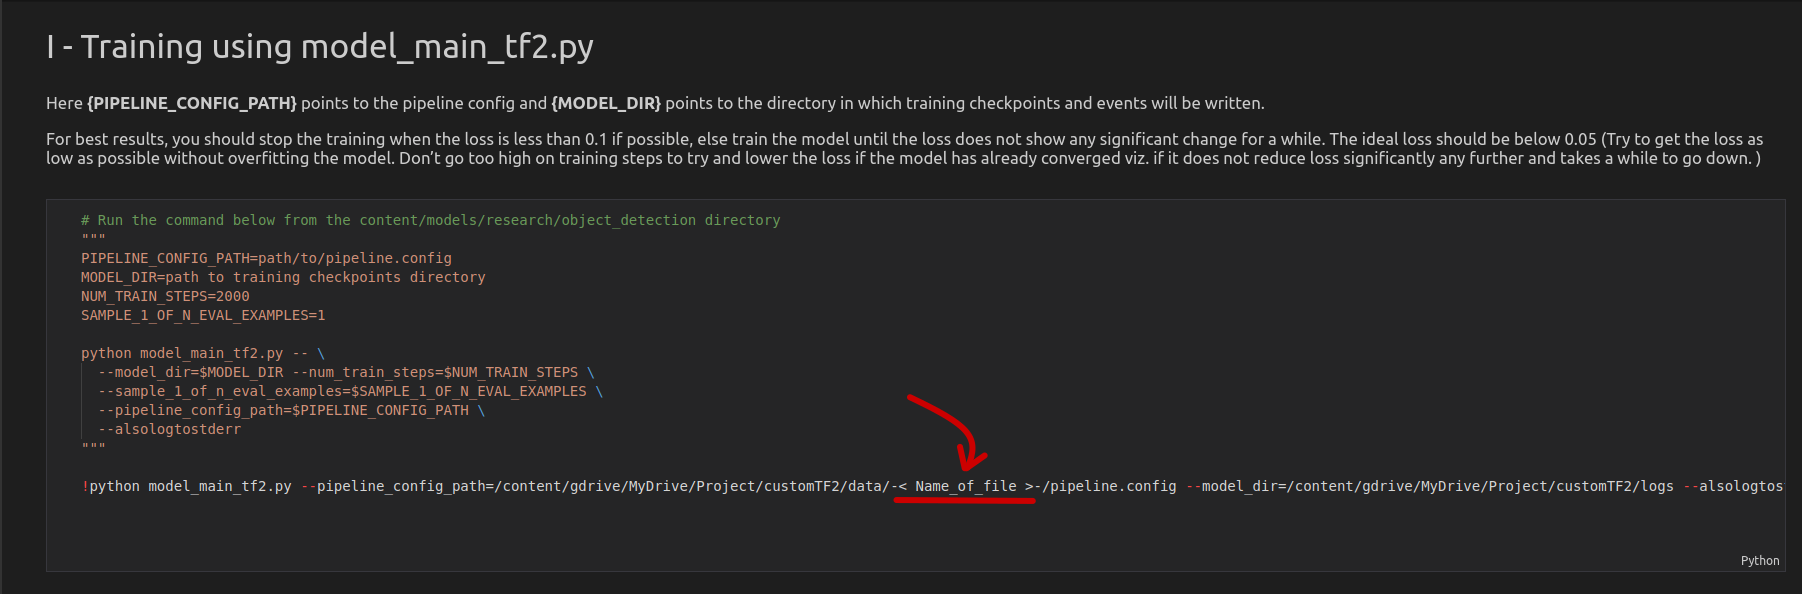 I - Training using model_main_tf2.py
Here {PIPELINE_CONFIG_PATH} points to the pipeline config and {MODEL_DIR} points to the directory in which training checkpoints and events will be written.
For best results, you should stop the training when the loss is less than 0.1 if possible, else train the model until the loss does not show any significant change for a while. The ideal loss should be below 0.05 (Try to get the loss as
low as possible without overfitting the model. Don’t go too high on training steps to try and lower the loss if the model has already converged viz. if it does not reduce loss significantly any further and takes a while to go down. )
# Run the command below from the content/models/research/object_detection directory
"""
PIPELINE_CONFIG_PATH=path/to/pipeline.config
MODEL_DIR=path to training checkpoints directory
NUM_TRAIN_STEPS=2000
SAMPLE_1_OF_N_EVAL_EXAMPLES=1
python model_main_tf2.py -- \
--model_dir=$MODEL_DIR --num_train_steps=$NUM_TRAIN_STEPS \
--sample_1_of_n_eval_examples=$SAMPLE_1_OF_N_EVAL_EXAMPLES \
--pipeline_config_path=$PIPELINE_CONFIG_PATH \
--alsologtostderr
"""
!python model_main_tf2.py --pipeline_config_path=/content/gdrive/MyDrive/Project/customTF2/data/-< Name_of_file >-/pipeline.config --model_dir=/content/gdrive/MyDrive/Project/customTF2/logs --alsologtos
Python